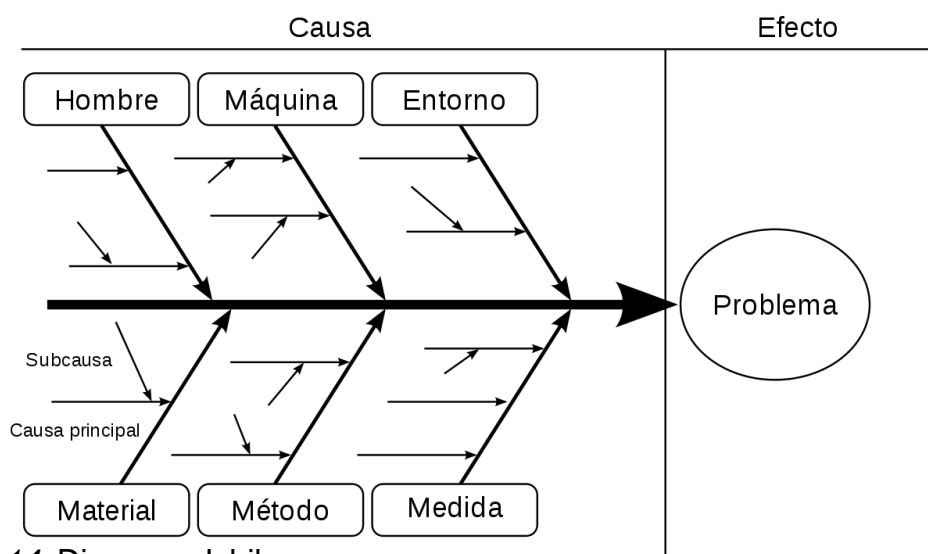 Causa
Efecto
Hombre
Máquina
Entorno
Problema
Subcausa
Causa principal
Material
Método
Medida